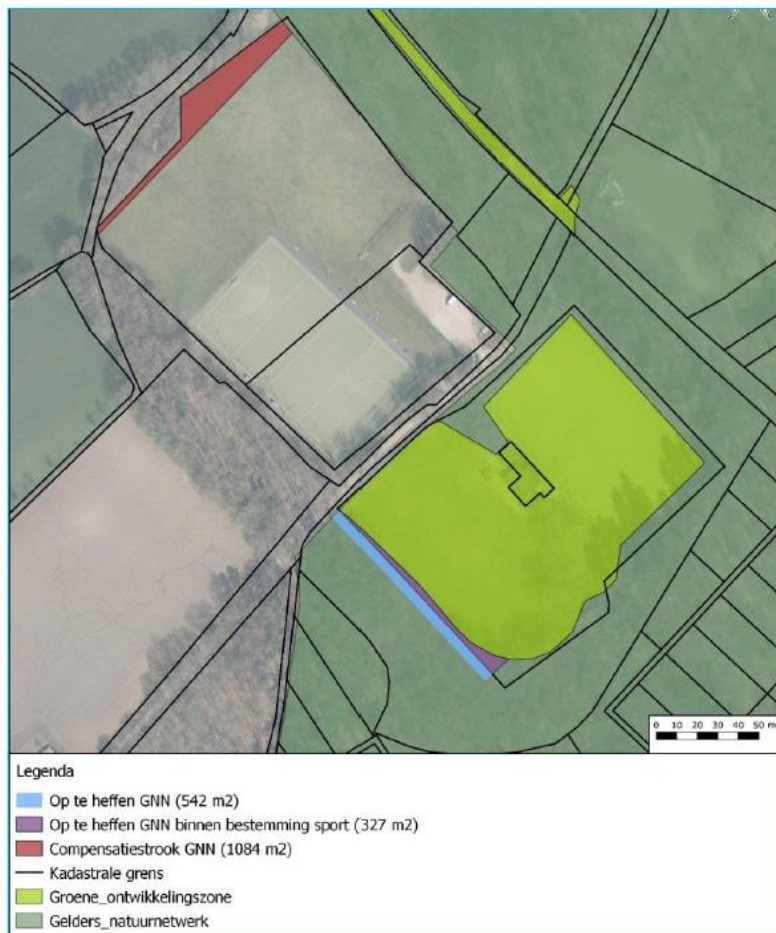 0 10 20 30 40 50 m
Legenda
Op te heffen GNN (542 m2)
Op te heffen GNN binnen bestemming sport (327 m2)
Compensatiestrook GNN (1084 m2)
Kadastrale grens
Groene_ontwikkelingszone
Gelders_natuurnetwerk